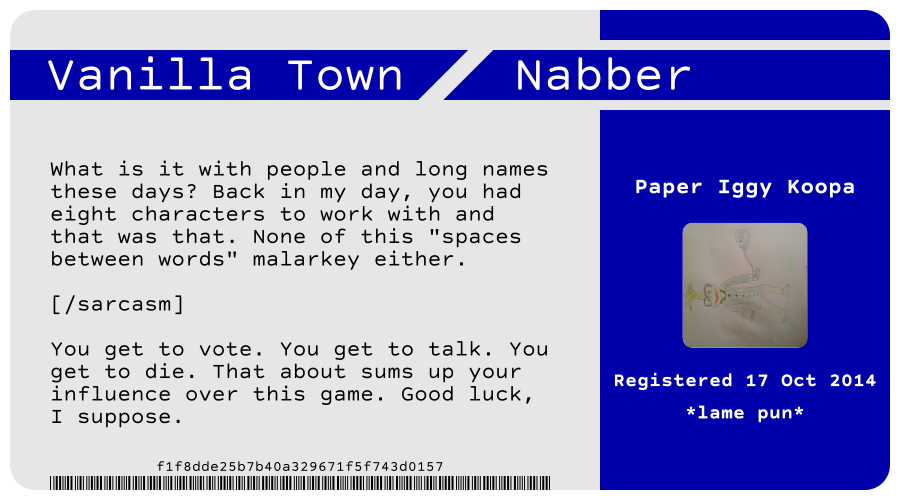 Vanilla Town
Nabber
What is it with people and long names
these days? Back in my day, you had
eight characters to work with and
that was that. None of this "spaces
between words" malarkey either.
[/sarcasm]
You get to vote. You get to talk. You
get to die. That about sums up your
influence over this game. Good luck,
I suppose.
f1f8dde25b7b40a329671f5f743d0157
Paper Iggy Koopa
Registered 17 Oct 2014
*lame pun*